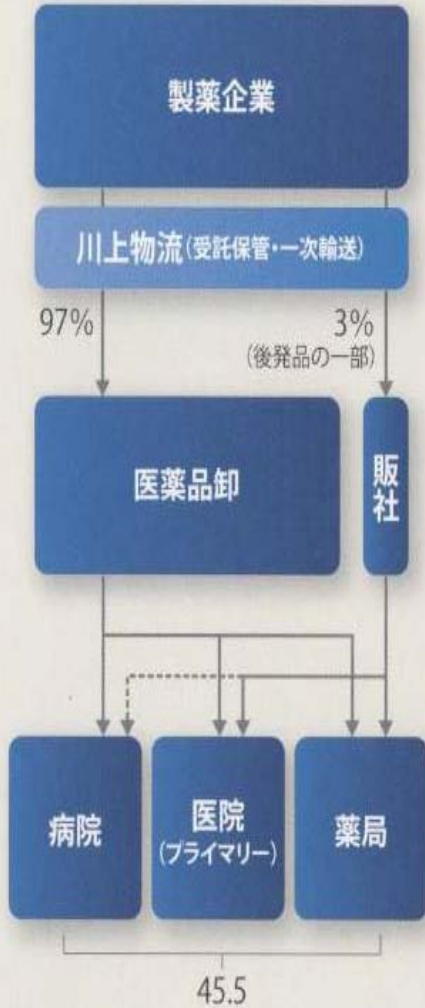 製薬企業
川上物流(受託保管・一次輸送)
97%
3%
(後発品の一部)
医薬品卸
販社
病院
医院
(プライマリー)
薬局
45.5